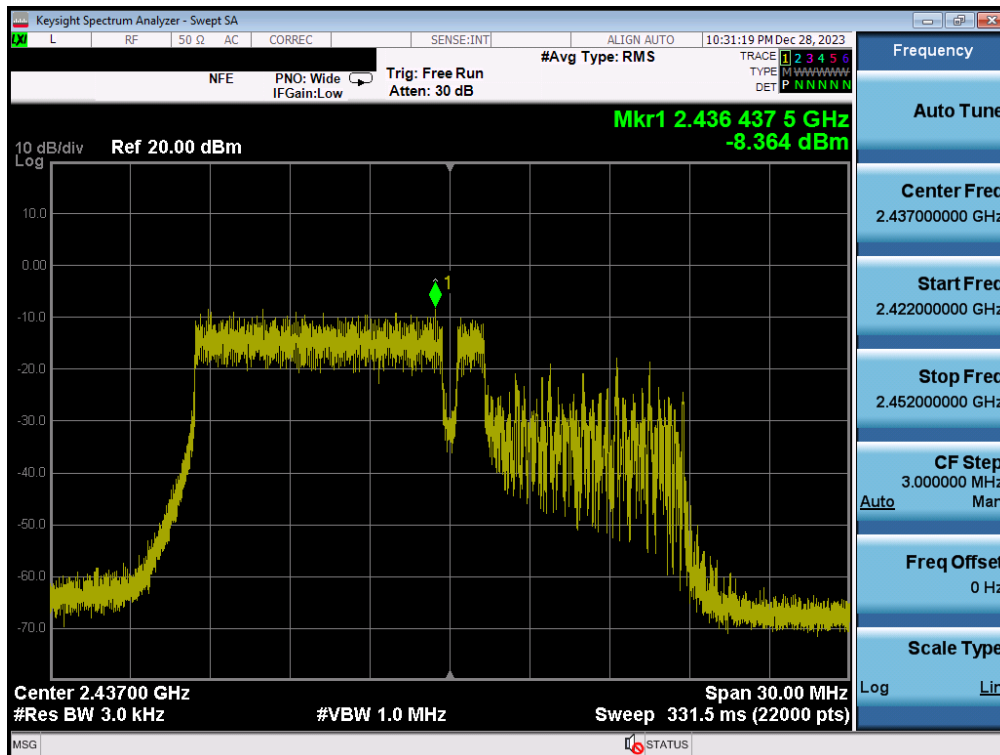 Keysight Spectrum Analyzer - Swept SA
LXI L RF 50 Ω AC CORREC SENSE:INT ALIGN AUTO 10:31:19 PM Dec 28, 2023
NFE PNO: Wide Trig: Free Run #Avg Type: RMS TRACE 1 2 3 4 5 6
IFGain:Low Atten: 30 dB TYPE M WWWWW
DET P N N N N N
Mkr1 2.436 437 5 GHz
-8.364 dBm
10 dB/div Ref 20.00 dBm
Log
10.0
0.00
-10.0
-20.0
-30.0
-40.0
-50.0
-60.0
-70.0
1
Center 2.43700 GHz Span 30.00 MHz
#Res BW 3.0 kHz #VBW 1.0 MHz Sweep 331.5 ms (22000 pts)
MSG STATUS
Frequency
Auto Tune
Center Freq
2.437000000 GHz
Start Freq
2.422000000 GHz
Stop Freq
2.452000000 GHz
CF Step
3.000000 MHz
Auto Man
Freq Offset
0 Hz
Scale Type
Log Lin